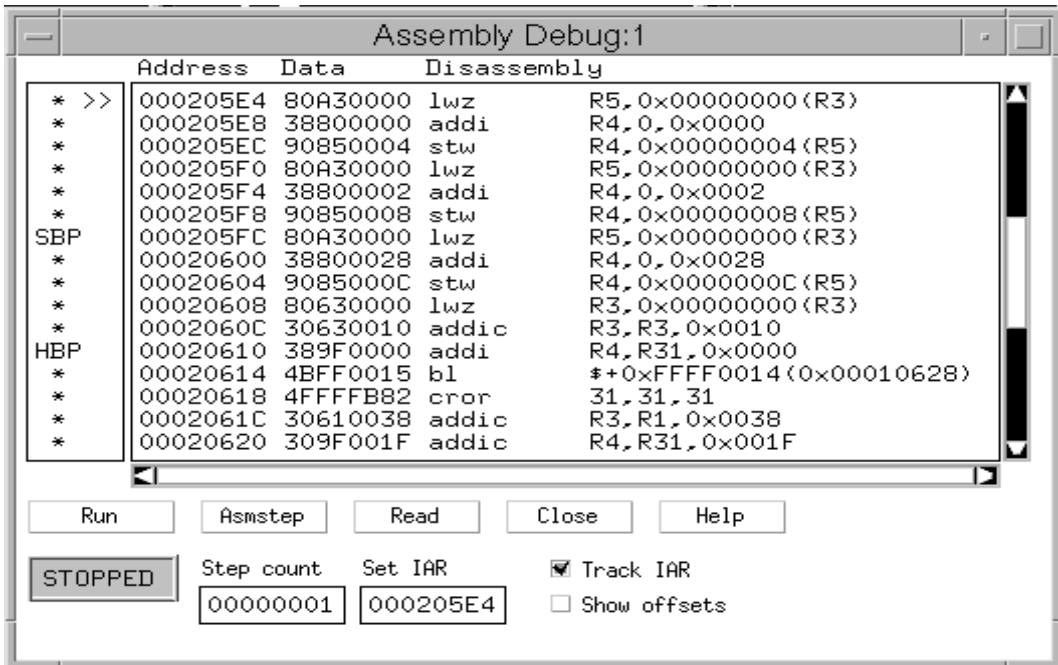 Assembly Debug:1
Address Data Disassembly
* >> 000205E4 80A30000 lwz R5,0x00000000(R3)
* 000205E8 38800000 addi R4,0,0x0000
* 000205EC 90850004 stw R4,0x00000004(R5)
* 000205F0 80A30000 lwz R5,0x00000000(R3)
* 000205F4 38800002 addi R4,0,0x0002
* 000205F8 90850008 stw R4,0x00000008(R5)
SBP 000205FC 80A30000 lwz R5,0x00000000(R3)
* 00020600 38800028 addi R4,0,0x0028
* 00020604 9085000C stw R4,0x0000000C(R5)
* 00020608 80630000 lwz R3,0x00000000(R3)
* 0002060C 30630010 addic R3,R3,0x0010
HBP 00020610 389F0000 addi R4,R31,0x0000
* 00020614 4BFF0015 bl $+0xFFFF0014(0x00010628)
* 00020618 4FFFFB82 cror 31,31,31
* 0002061C 30610038 addic R3,R1,0x0038
* 00020620 309F001F addic R4,R31,0x001F
Run Asmstep Read Close Help
STOPPED Step count Set IAR Track IAR
00000001 000205E4 Show offsets